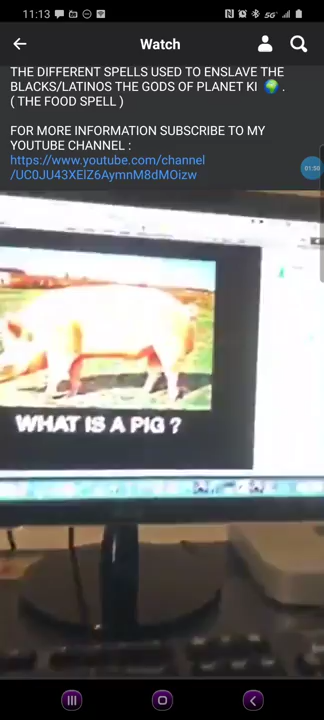 11:13
5G
Watch
THE DIFFERENT SPELLS USED TO ENSLAVE THE
BLACKS/LATINOS THE GODS OF PLANET KI 🌍 .
( THE FOOD SPELL )
FOR MORE INFORMATION SUBSCRIBE TO MY
YOUTUBE CHANNEL :
https://www.youtube.com/channel
/UC0JU43XElZ6AymnM8dMOizw
01:50
WHAT IS A PIG ?